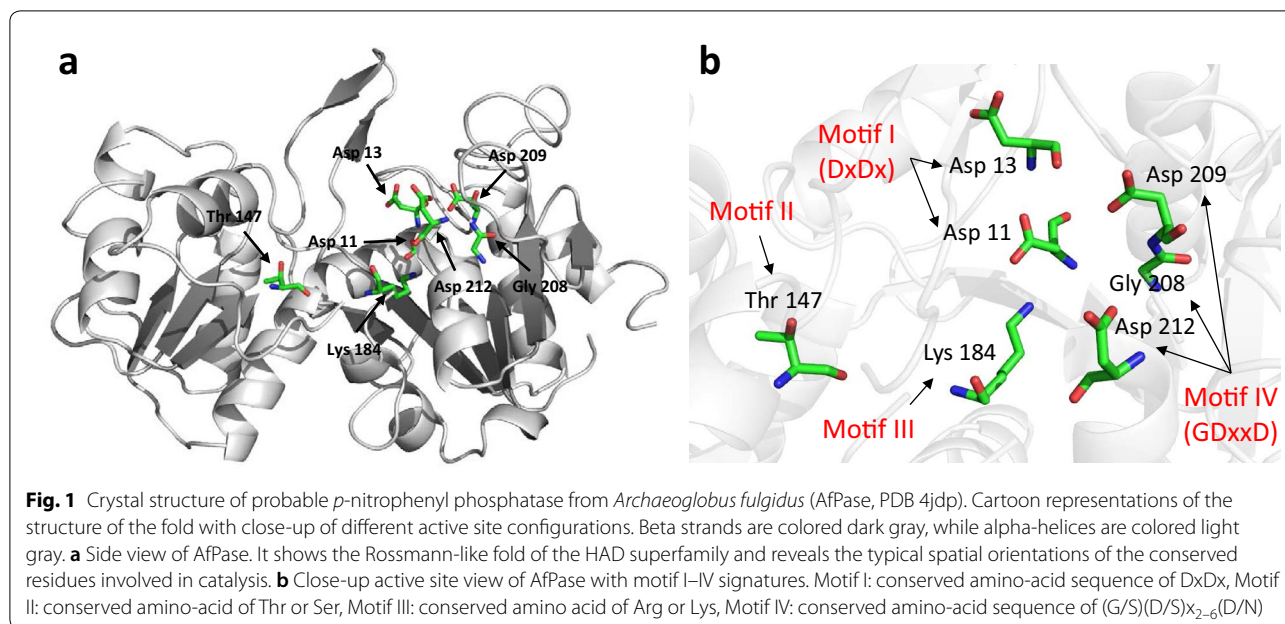 a
Asp 13
Asp 209
Thr 147
Asp 11
Asp 212
Gly 208
Lys 184
b
Motif I
(DxDx)
Asp 13
Asp 209
Motif II
Asp 11
Gly 208
Thr 147
Asp 212
Lys 184
Motif III
Motif IV
(GDxxD)
Fig. 1 Crystal structure of probable p-nitrophenyl phosphatase from Archaeoglobus fulgidus (AfPase, PDB 4jdp). Cartoon representations of the
structure of the fold with close-up of different active site configurations. Beta strands are colored dark gray, while alpha-helices are colored light
gray. a Side view of AfPase. It shows the Rossmann-like fold of the HAD superfamily and reveals the typical spatial orientations of the conserved
residues involved in catalysis. b Close-up active site view of AfPase with motif I–IV signatures. Motif I: conserved amino-acid sequence of DxDx, Motif
II: conserved amino-acid of Thr or Ser, Motif III: conserved amino acid of Arg or Lys, Motif IV: conserved amino-acid sequence of (G/S)(D/S)x₂₋₆(D/N)